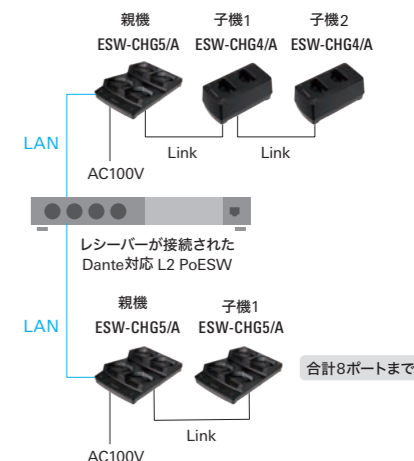 親機 子機1 子機2
ESW-CHG5/A ESW-CHG4/A ESW-CHG4/A
LAN
Link Link
AC100V
レシーバーが接続された
Dante対応 L2 PoESW
親機 子機1
LAN
ESW-CHG5/A ESW-CHG5/A
合計8ポートまで
Link
AC100V